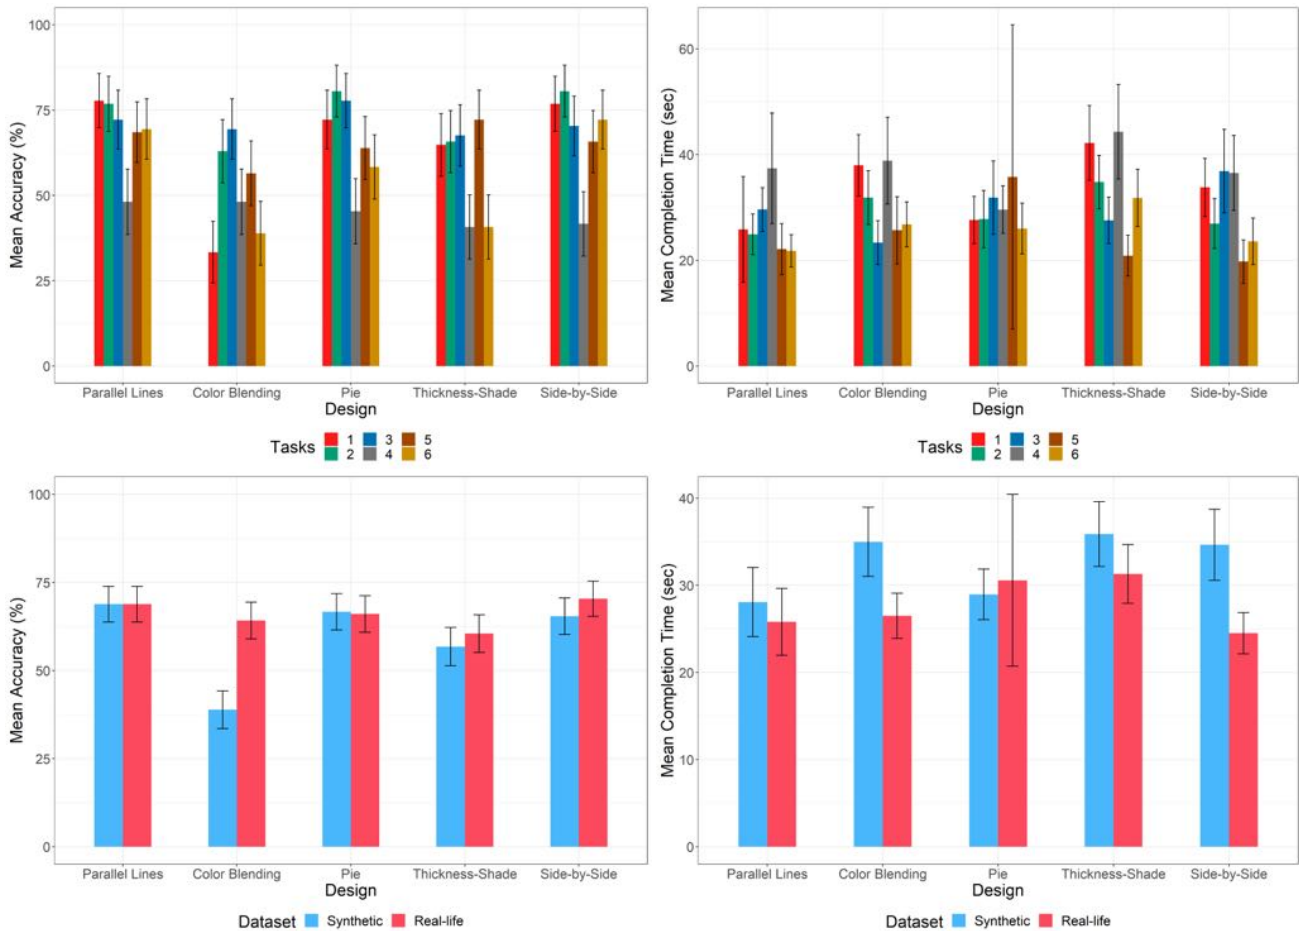 Mean Accuracy (%)
100
75
50
25
0
Parallel Lines Color Blending Pie Thickness-Shade Side-by-Side
Design
Tasks 1 3 5
2 4 6
Mean Completion Time (sec)
60
40
20
0
Parallel Lines Color Blending Pie Thickness-Shade Side-by-Side
Design
Tasks 1 3 5
2 4 6
Mean Accuracy (%)
100
75
50
25
0
Parallel Lines Color Blending Pie Thickness-Shade Side-by-Side
Design
Dataset Synthetic Real-life
Mean Completion Time (sec)
40
30
20
10
0
Parallel Lines Color Blending Pie Thickness-Shade Side-by-Side
Design
Dataset Synthetic Real-life